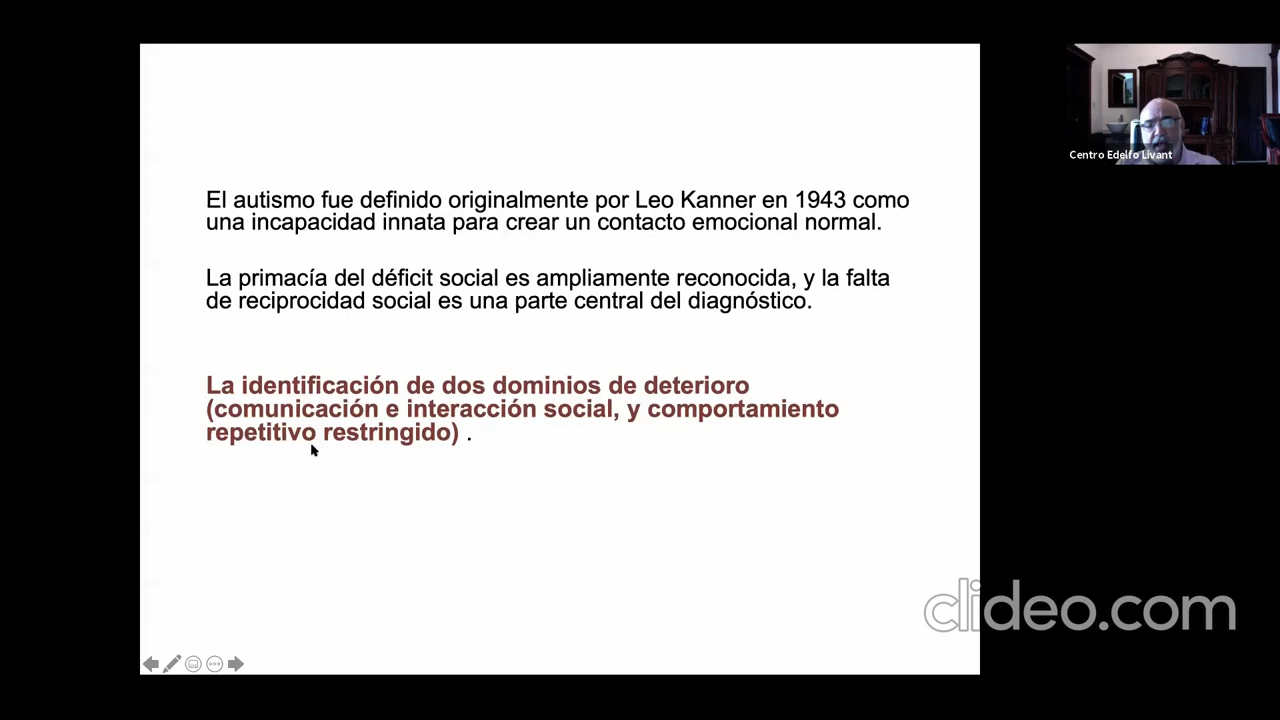 El autismo fue definido originalmente por Leo Kanner en 1943 como
una incapacidad innata para crear un contacto emocional normal.
La primacía del déficit social es ampliamente reconocida, y la falta
de reciprocidad social es una parte central del diagnóstico.
La identificación de dos dominios de deterioro
(comunicación e interacción social, y comportamiento
repetitivo restringido) .
Centro Edelfo Livant
clideo.com